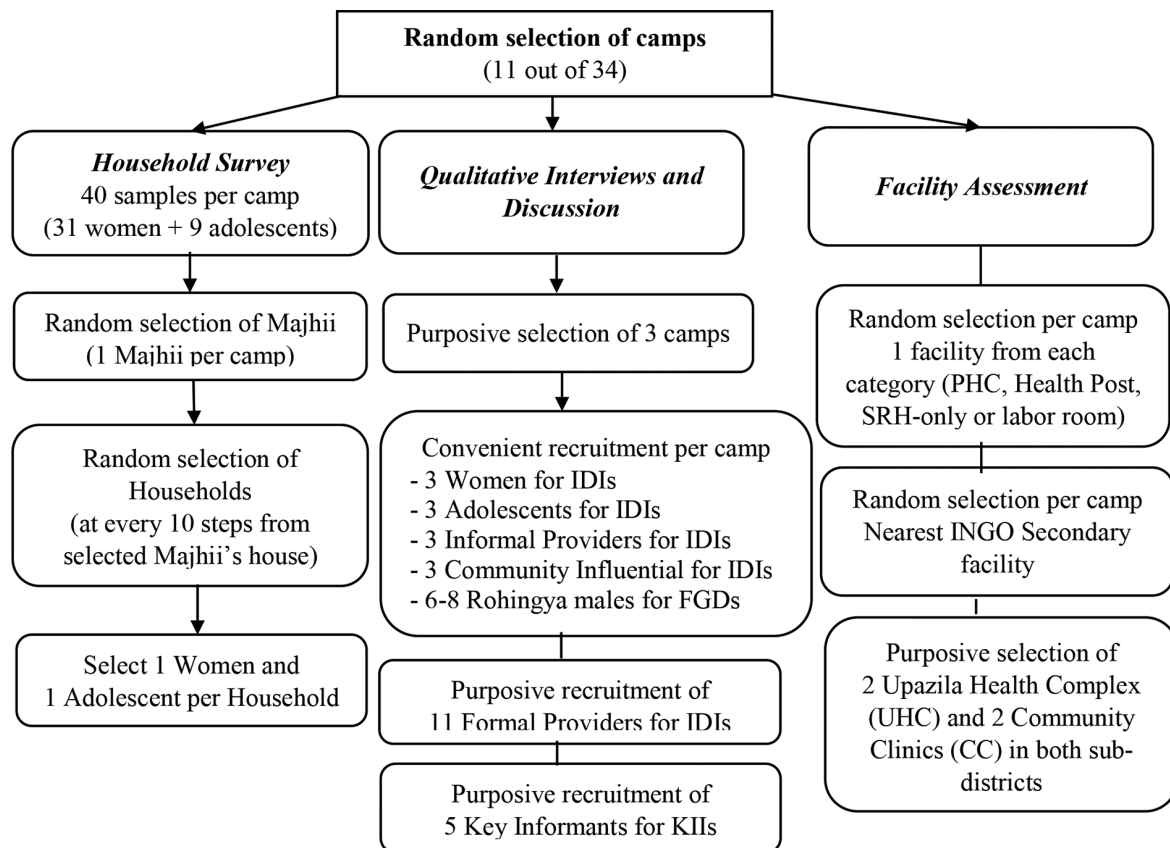 Random selection of camps
(11 out of 34)
Household Survey
40 samples per camp
(31 women + 9 adolescents)
Random selection of Majhii
(1 Majhii per camp)
Random selection of
Households
(at every 10 steps from
selected Majhii's house)
Select 1 Women and
1 Adolescent per Household
Qualitative Interviews and
Discussion
Purposive selection of 3 camps
Convenient recruitment per camp
- 3 Women for IDIs
- 3 Adolescents for IDIs
- 3 Informal Providers for IDIs
- 3 Community Influential for IDIs
- 6-8 Rohingya males for FGDs
Purposive recruitment of
11 Formal Providers for IDIs
Purposive recruitment of
5 Key Informants for KIIs
Facility Assessment
Random selection per camp
1 facility from each
category (PHC, Health Post,
SRH-only or labor room)
Random selection per camp
Nearest INGO Secondary
facility
Purposive selection of
2 Upazila Health Complex
(UHC) and 2 Community
Clinics (CC) in both sub-
districts